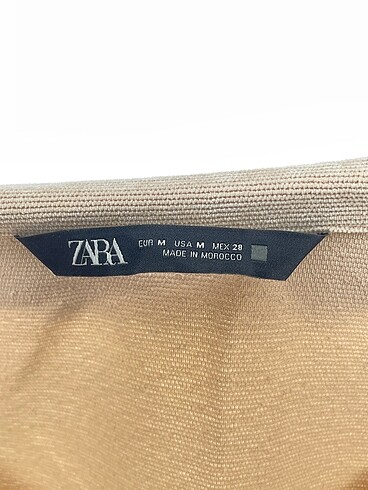 ZARA
EUR M USA M MEX 28
MADE IN MOROCCO